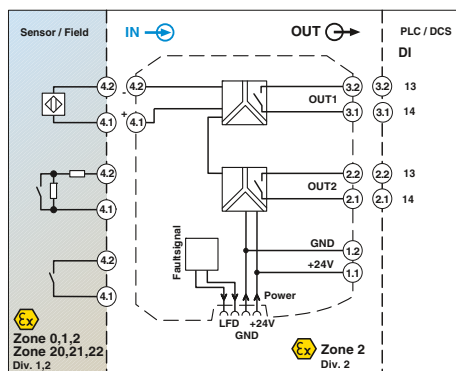 Sensor / Field
IN
OUT
PLC / DCS
DI
4.2
4.2
-
3.2
3.2
13
OUT1
4.1
+
4.1
3.1
3.1
14
4.2
2.2
2.2
13
OUT2
4.1
2.1
2.1
14
Faultsignal
GND
1.2
4.2
+24V
1.1
4.1
Power
LFD
+24V
GND
Ex
Zone 0,1,2
Zone 20,21,22
Div. 1,2
Ex
Zone 2
Div. 2